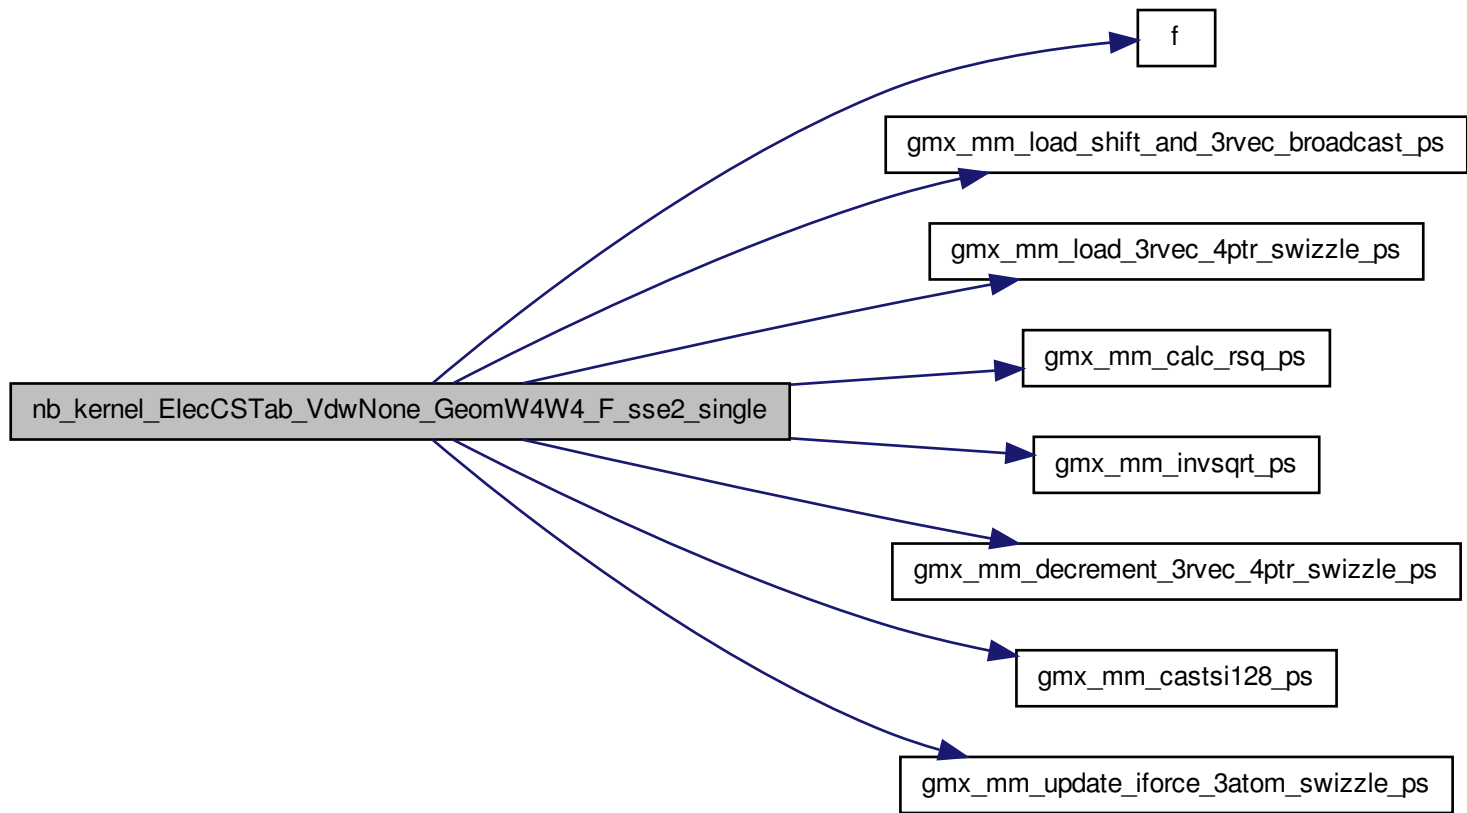 f
gmx_mm_load_shift_and_3rvec_broadcast_ps
gmx_mm_load_3rvec_4ptr_swizzle_ps
gmx_mm_calc_rsq_ps
nb_kernel_ElecCSTab_VdwNone_GeomW4W4_F_sse2_single
gmx_mm_invsqrt_ps
gmx_mm_decrement_3rvec_4ptr_swizzle_ps
gmx_mm_castsi128_ps
gmx_mm_update_iforce_3atom_swizzle_ps